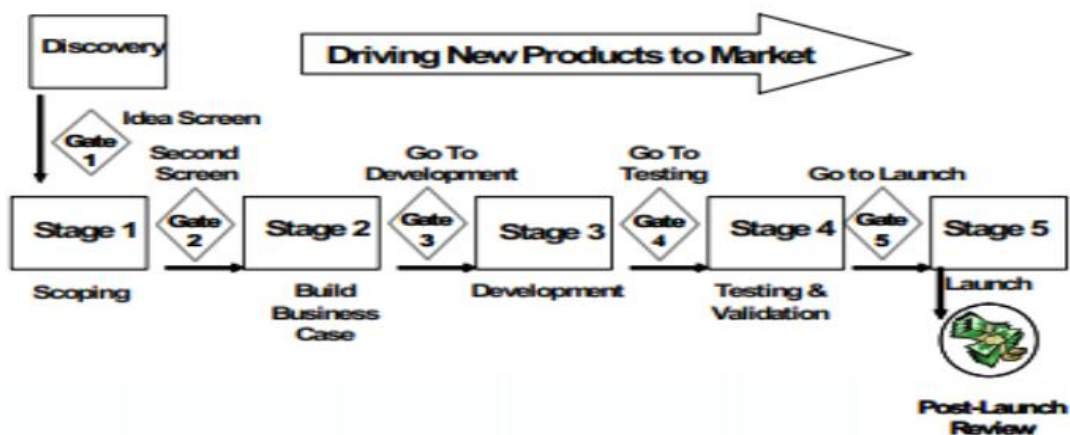 Discovery
Driving New Products to Market
Idea Screen
Gate
1
Second
Screen
Go To
Development
Go To
Testing
Go to Launch
Stage 1
Gate
2
Stage 2
Gate
3
Stage 3
Gate
4
Stage 4
Gate
5
Stage 5
Scoping
Build
Business
Case
Development
Testing &
Validation
Launch
Post-Launch
Review